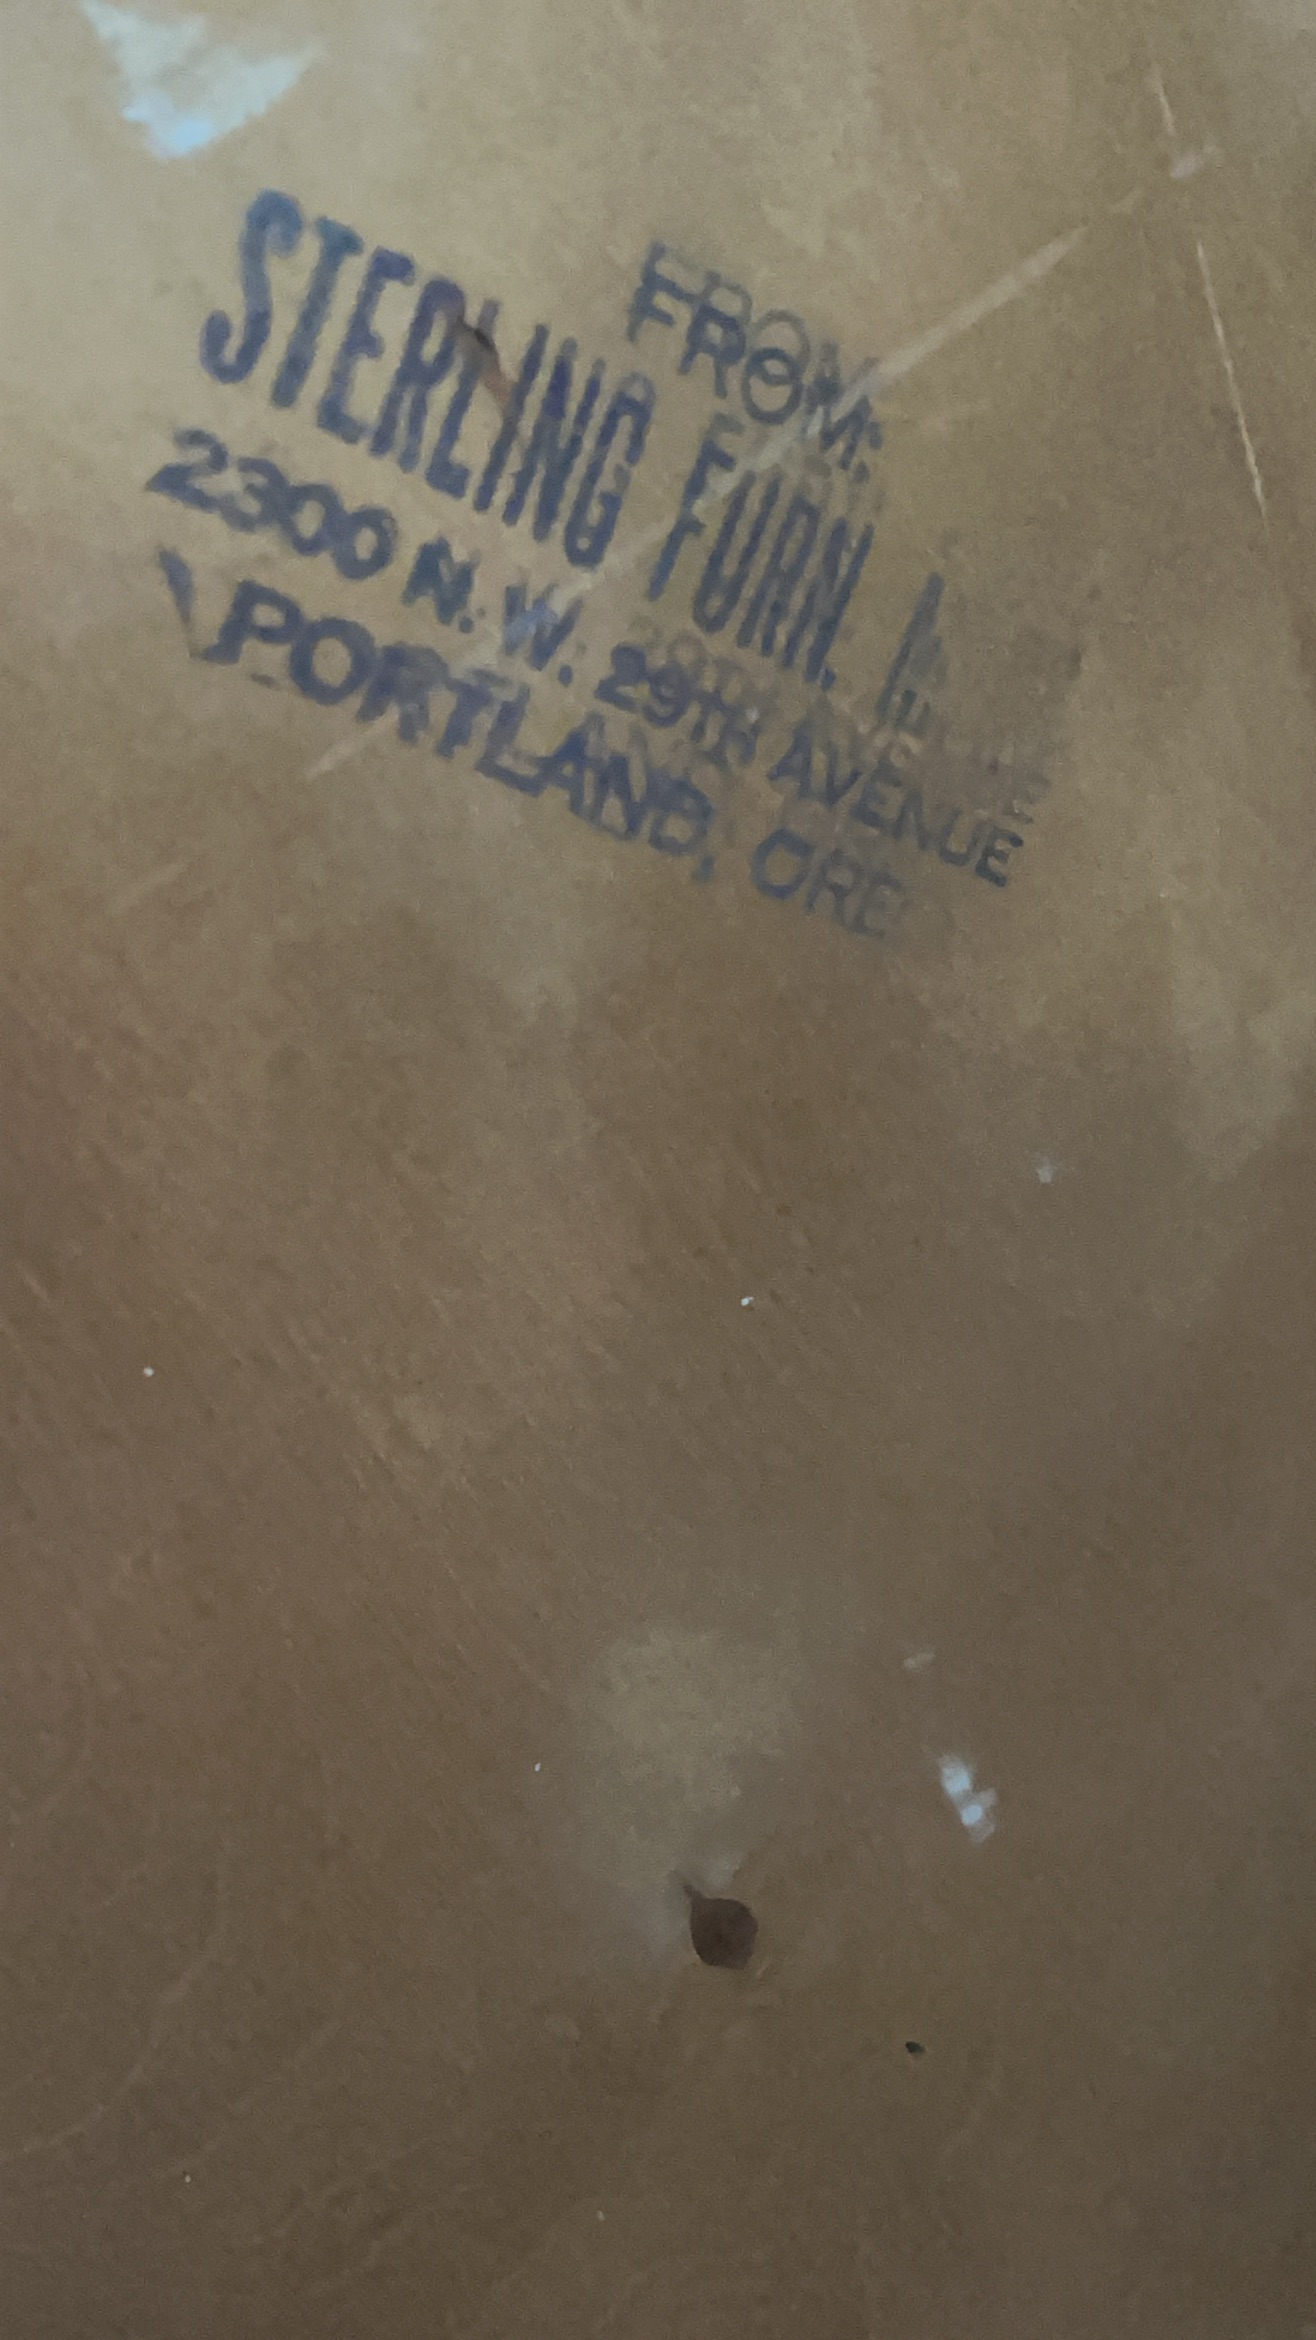 FROM:
STERLING FURN.
2300 N. W. 29TH AVENUE
PORTLAND, ORE